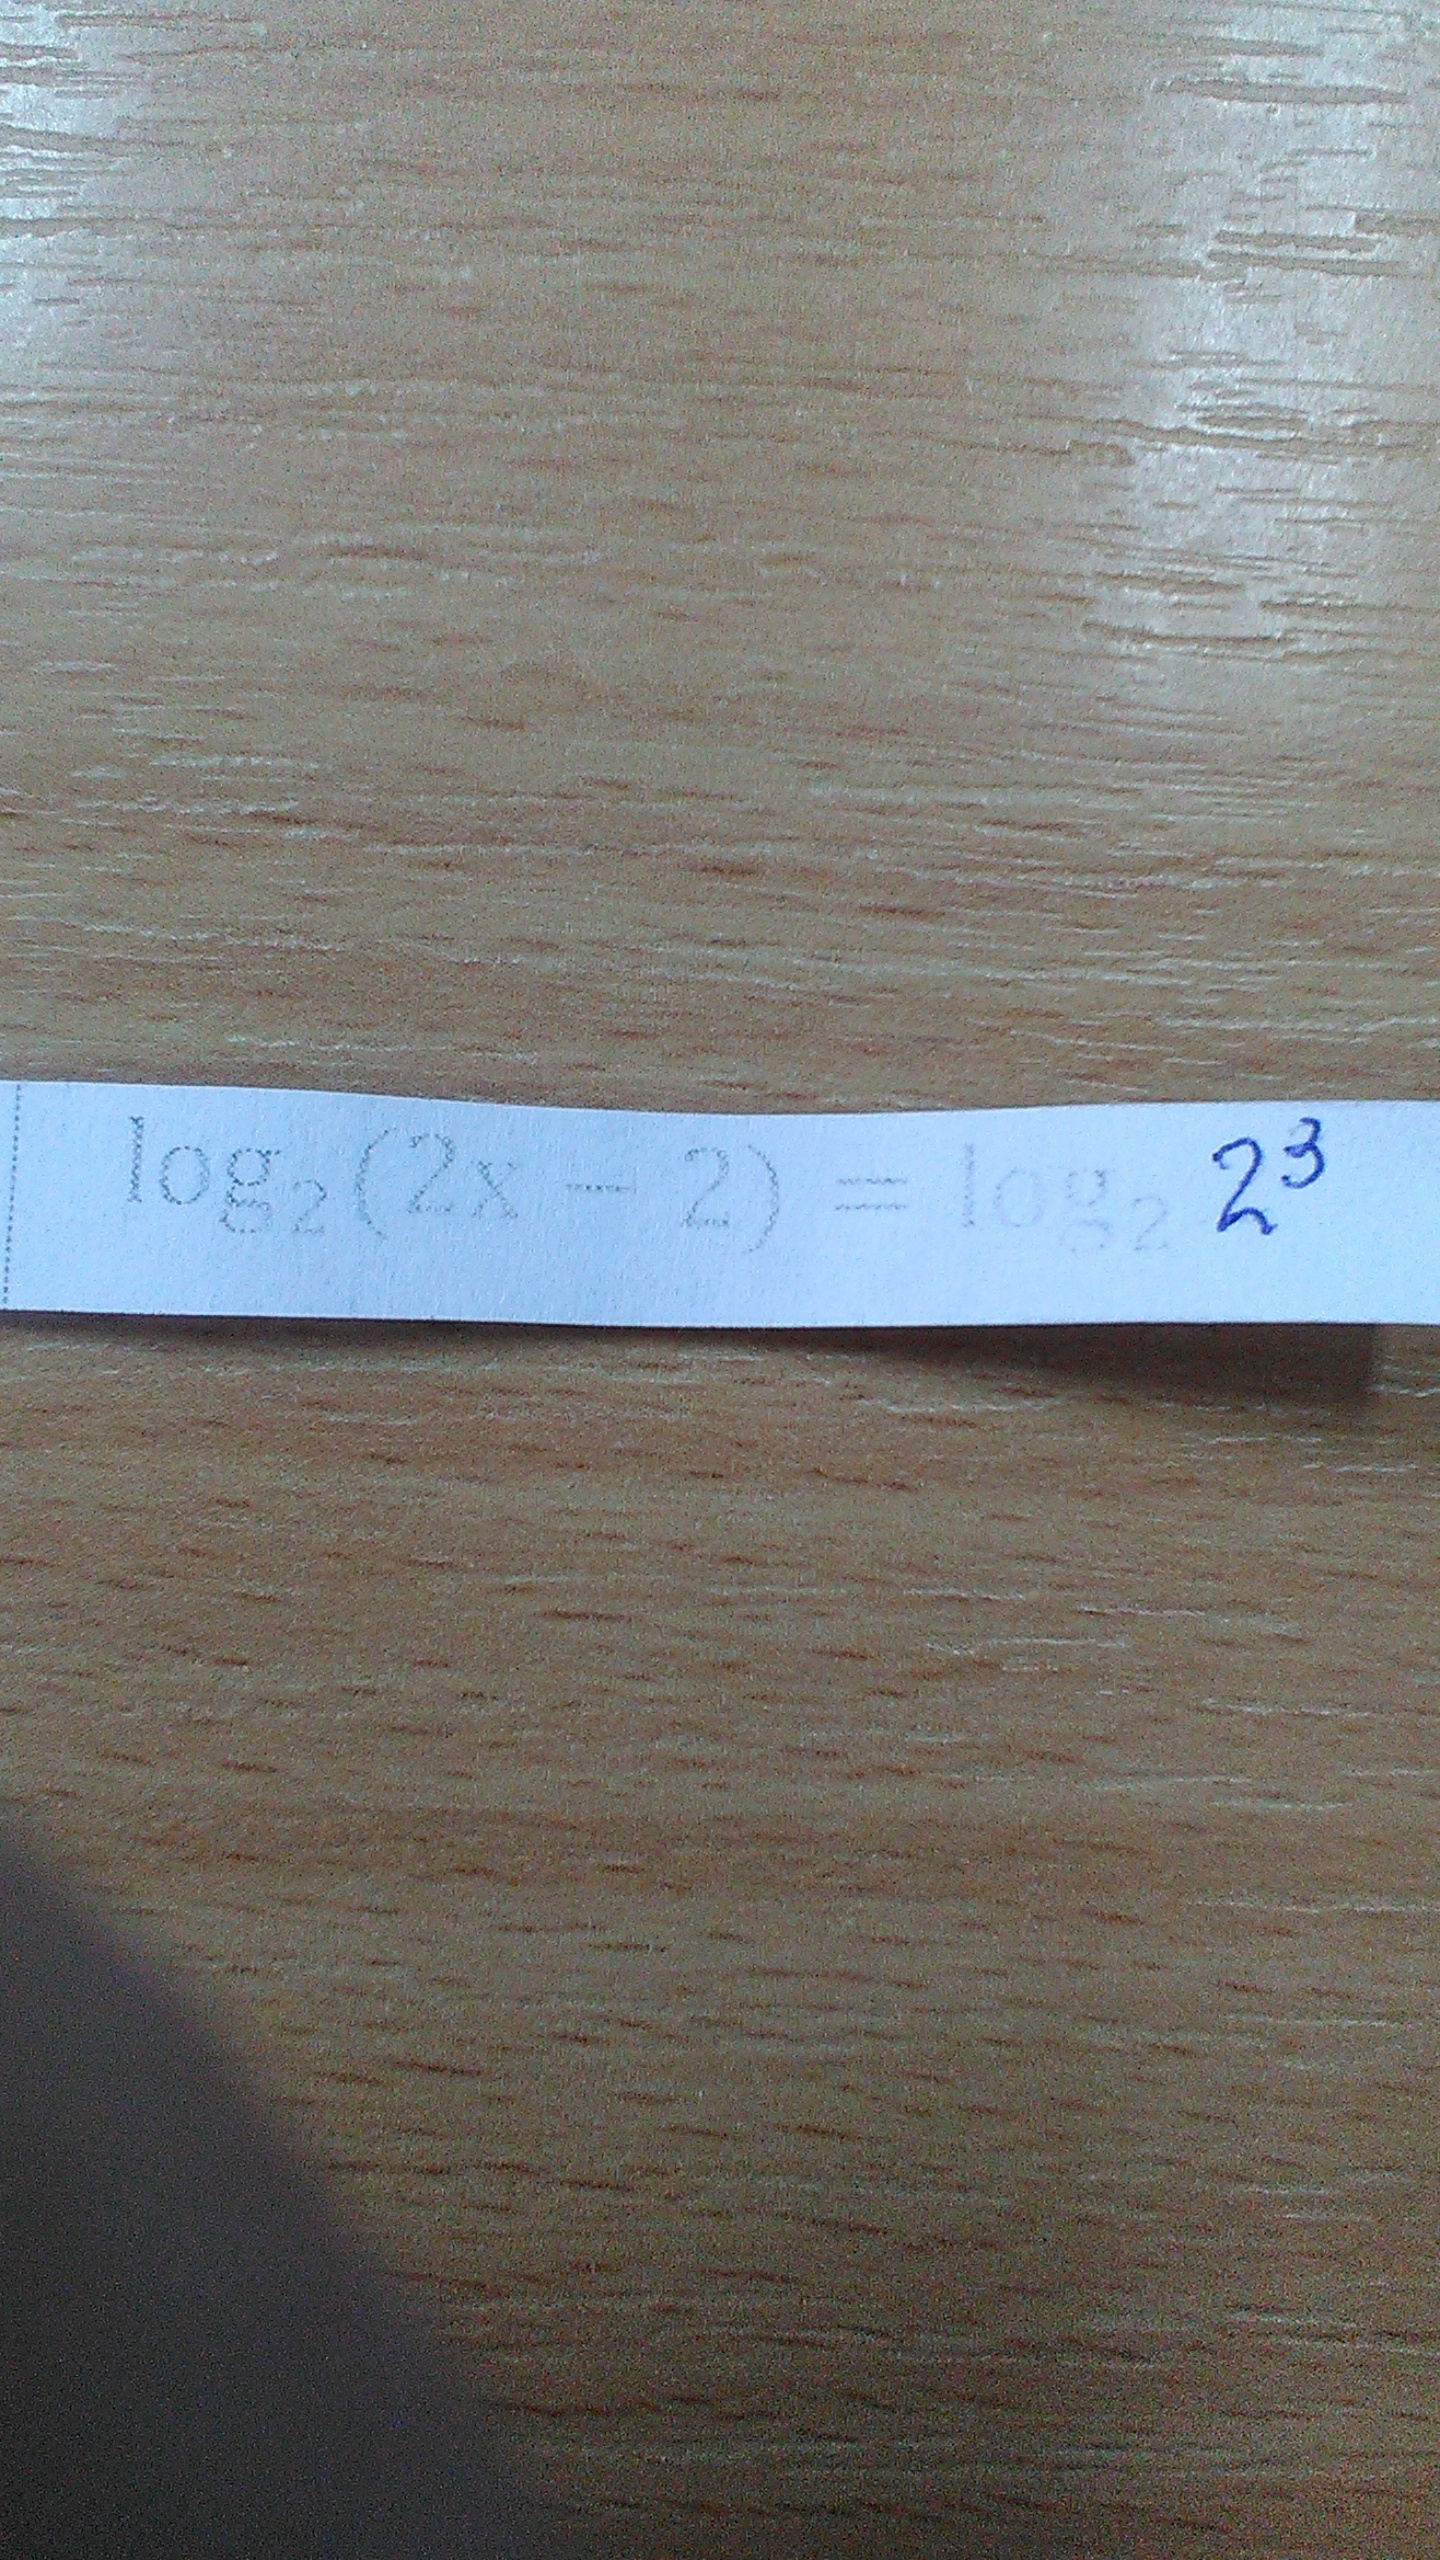 log₂(2x − 2) = log₂ 2³